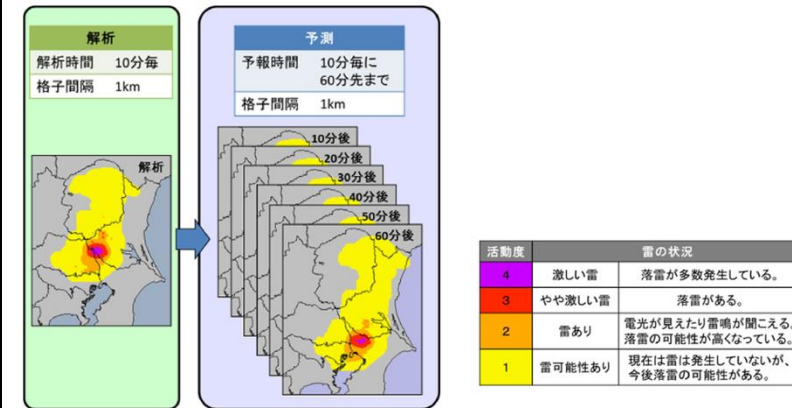 解析
解析時間 10分毎
格子間隔 1km
解析
予測
予報時間 10分毎に
60分先まで
格子間隔 1km
10分後
20分後
30分後
40分後
50分後
60分後
活動度 雷の状況
4 激しい雷 落雷が多数発生している。
3 やや激しい雷 落雷がある。
2 雷あり 電光が見えたり雷鳴が聞こえる。
落雷の可能性が高くなっている。
1 雷可能性あり 現在は雷は発生していないが、
今後落雷の可能性がある。